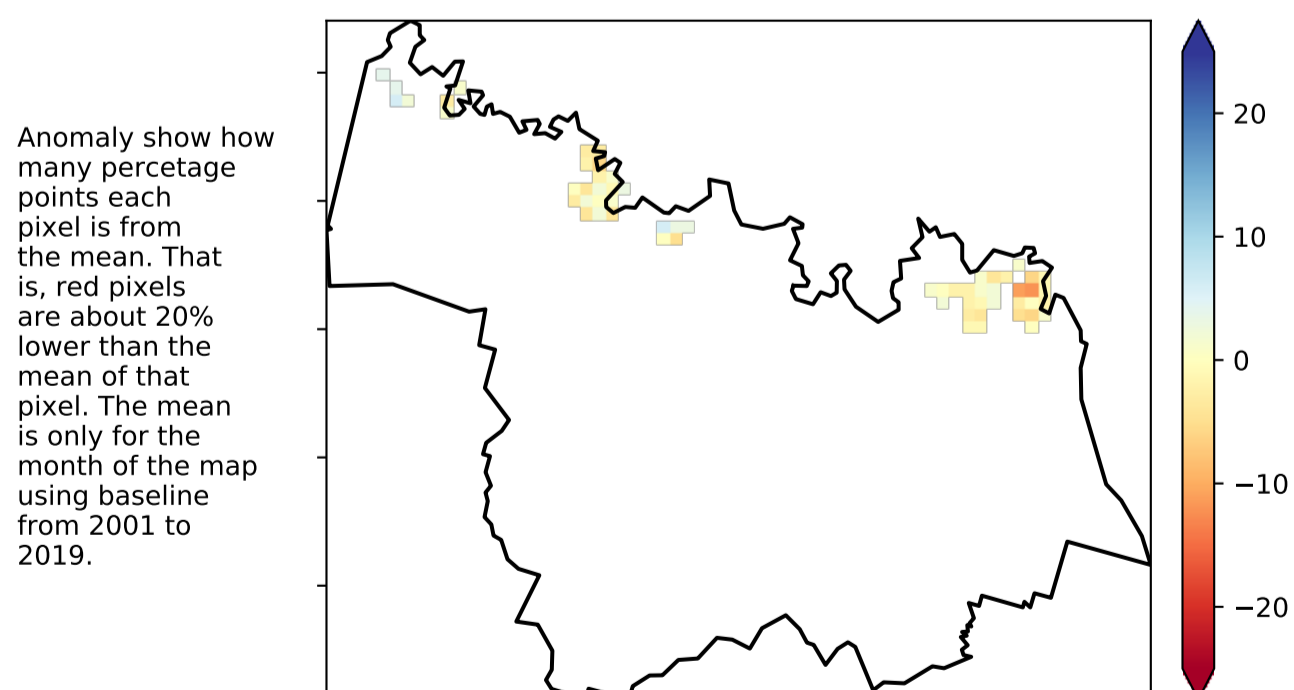 Anomaly show how
many percetage
points each
pixel is from
the mean. That
is, red pixels
are about 20%
lower than the
mean of that
pixel. The mean
is only for the
month of the map
using baseline
from 2001 to
2019.
20
10
0
−10
−20